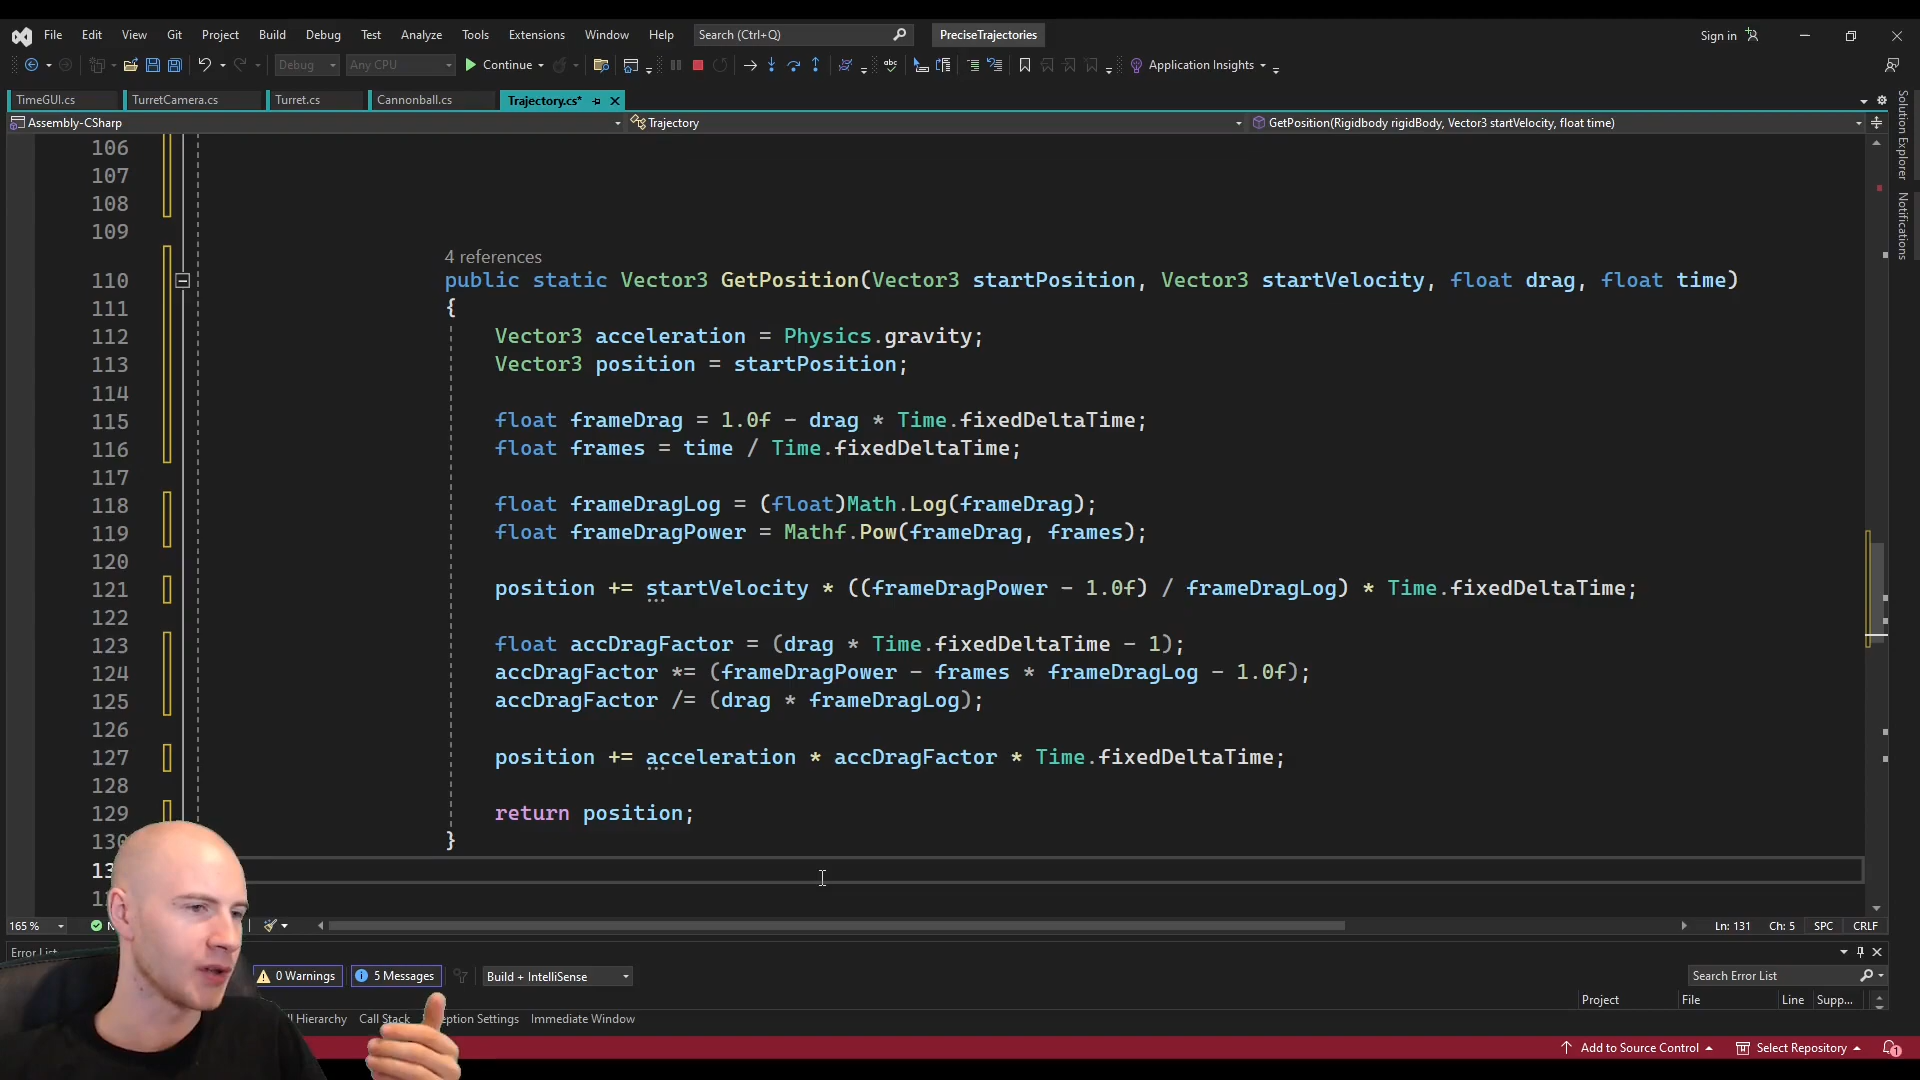 File Edit View Git Project Build Debug Test Analyze Tools Extensions Window Help Search (Ctrl+Q) PreciseTrajectories Sign in
Debug Any CPU Continue Application Insights
TimeGUI.cs TurretCamera.cs Turret.cs Cannonball.cs Trajectory.cs*
Assembly-CSharp Trajectory GetPosition(Rigidbody rigidBody, Vector3 startVelocity, float time)
Solution Explorer
Notifications
106
107
108
109
4 references
110 public static Vector3 GetPosition(Vector3 startPosition, Vector3 startVelocity, float drag, float time)
111 {
112 Vector3 acceleration = Physics.gravity;
113 Vector3 position = startPosition;
114
115 float frameDrag = 1.0f - drag * Time.fixedDeltaTime;
116 float frames = time / Time.fixedDeltaTime;
117
118 float frameDragLog = (float)Math.Log(frameDrag);
119 float frameDragPower = Mathf.Pow(frameDrag, frames);
120
121 position += startVelocity * ((frameDragPower - 1.0f) / frameDragLog) * Time.fixedDeltaTime;
122
123 float accDragFactor = (drag * Time.fixedDeltaTime - 1);
124 accDragFactor *= (frameDragPower - frames * frameDragLog - 1.0f);
125 accDragFactor /= (drag * frameDragLog);
126
127 position += acceleration * accDragFactor * Time.fixedDeltaTime;
128
129 return position;
130 }
165 % Ln: 131 Ch: 5 SPC CRLF
Error List
0 Warnings 5 Messages Build + IntelliSense Search Error List
Project File Line Supp...
Hierarchy Call Stack Settings Immediate Window
Add to Source Control Select Repository 1